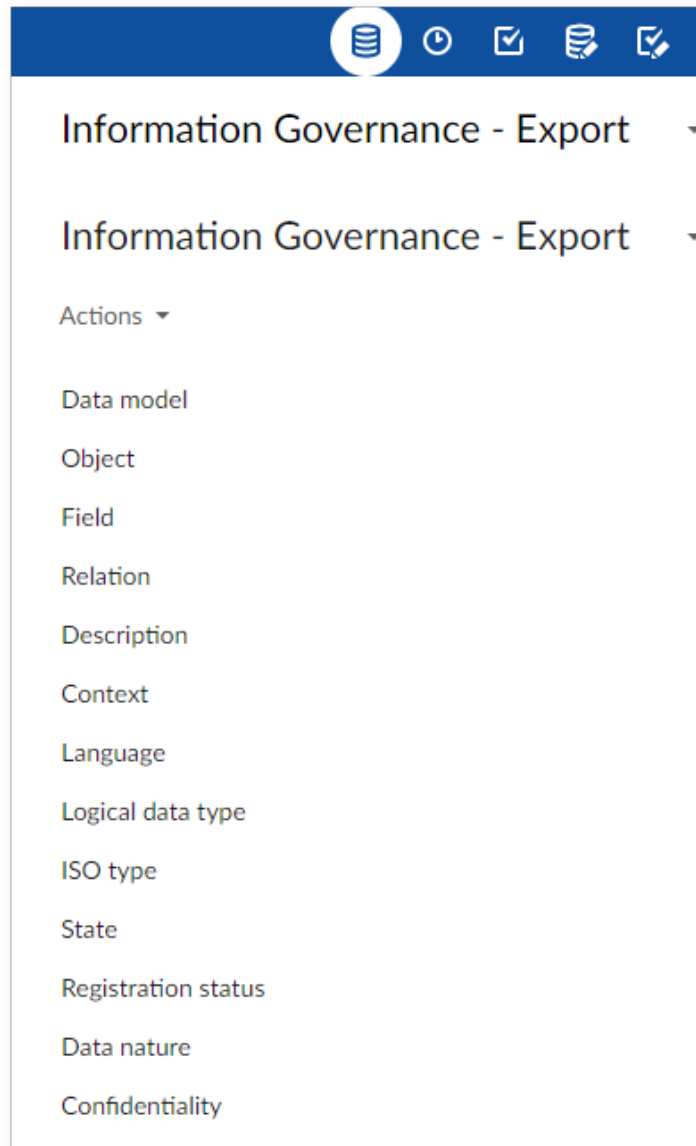 Information Governance - Export
Information Governance - Export
Actions
Data model
Object
Field
Relation
Description
Context
Language
Logical data type
ISO type
State
Registration status
Data nature
Confidentiality